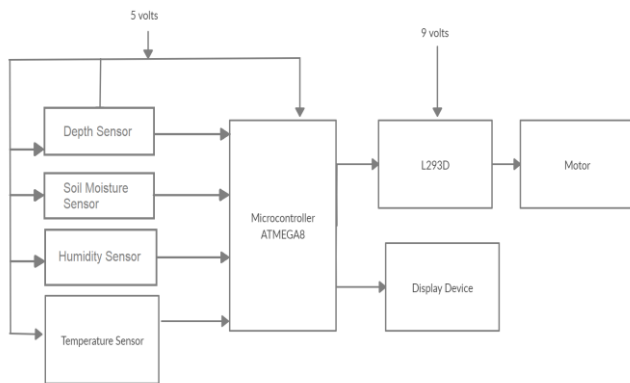 5 volts
9 volts
Depth Sensor
Soil Moisture
Sensor
Humidity Sensor
Temperature Sensor
Microcontroller
ATMEGA8
L293D
Motor
Display Device